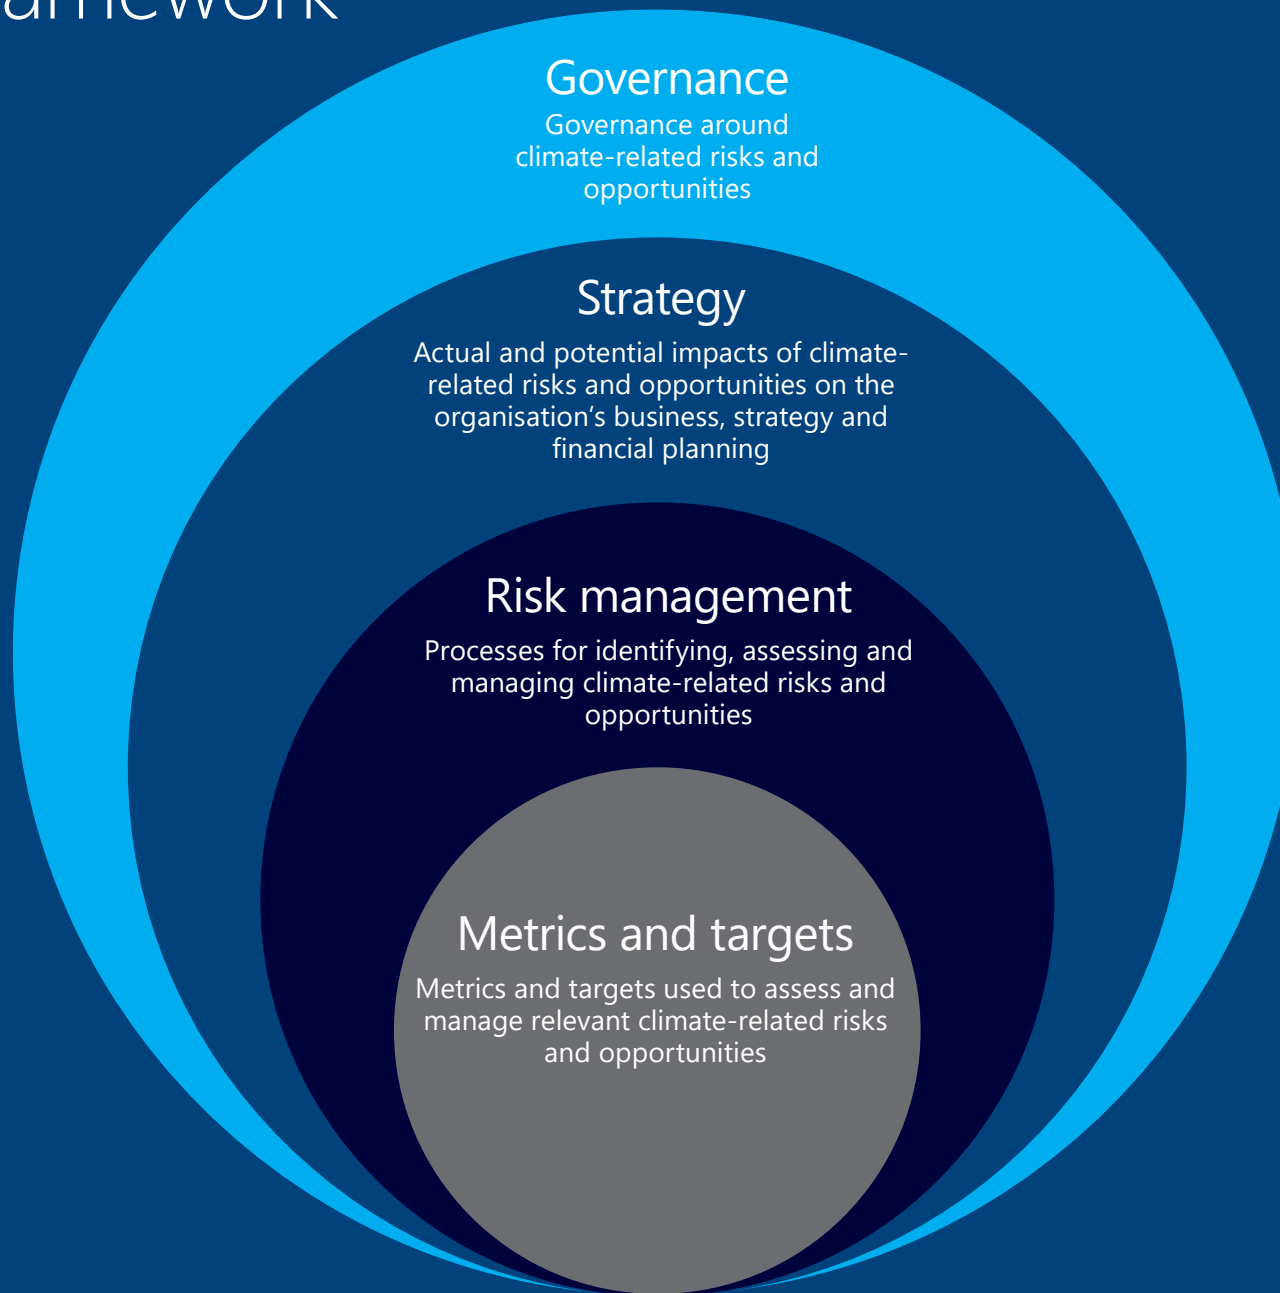 Governance
Governance around
climate-related risks and
opportunities
Strategy
Actual and potential impacts of climate-
related risks and opportunities on the
organisation’s business, strategy and
financial planning
Risk management
Processes for identifying, assessing and
managing climate-related risks and
opportunities
Metrics and targets
Metrics and targets used to assess and
manage relevant climate-related risks
and opportunities